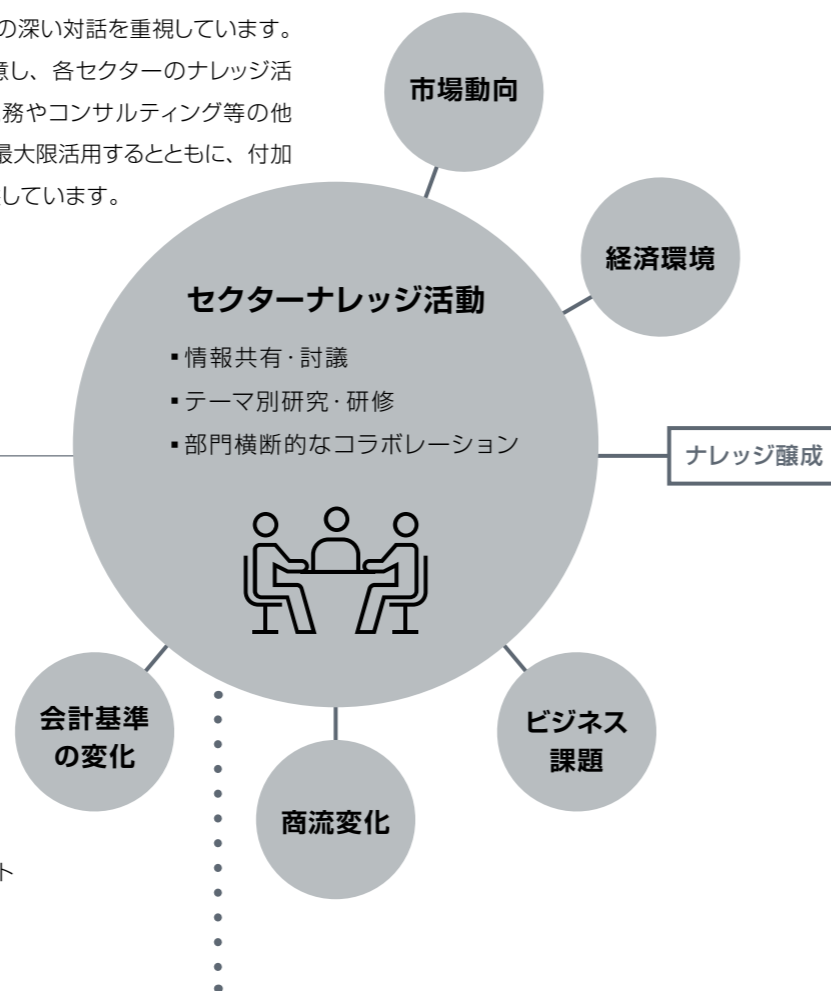 の深い対話を重視しています。
意し、各セクターのナレッジ活
務やコンサルティング等の他
最大限活用するとともに、付加
しています。
市場動向
経済環境
セクターナレッジ活動
▪情報共有・討議
▪テーマ別研究・研修
▪部門横断的なコラボレーション
ナレッジ醸成
会計基準
の変化
ビジネス
課題
商流変化
ト